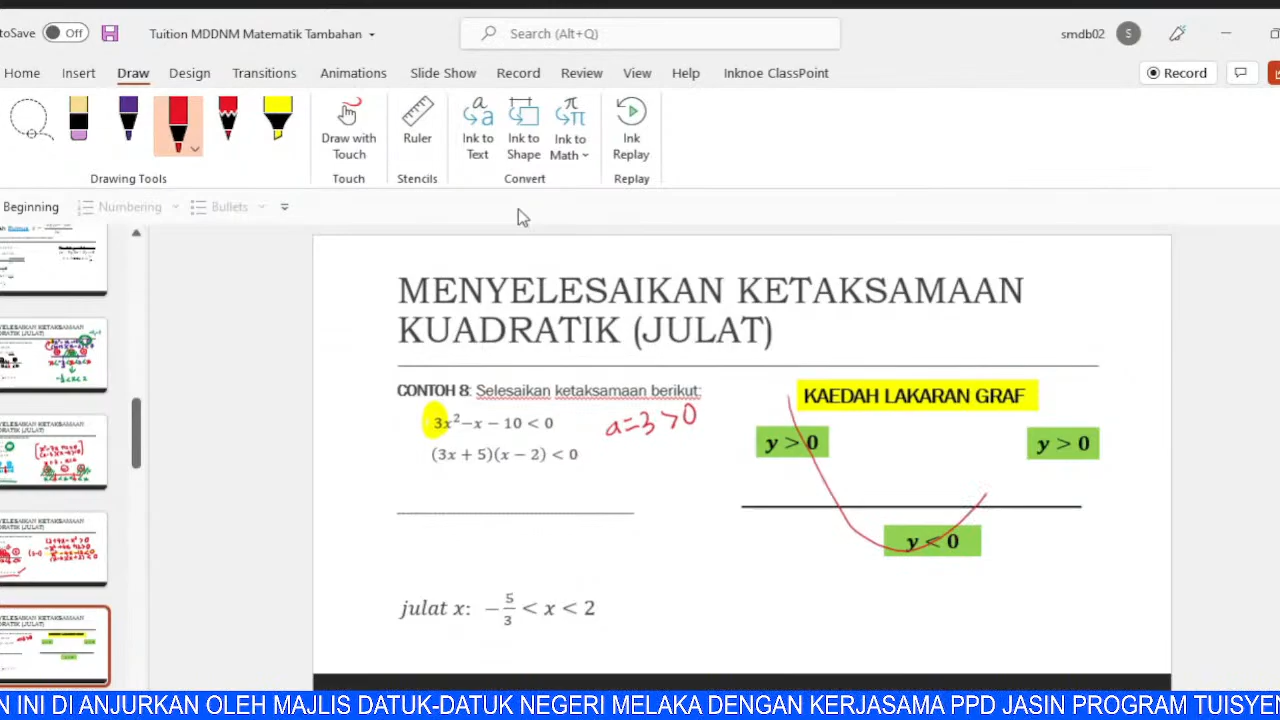 toSave Off Tuition MDDNM Matematik Tambahan Search (Alt+Q) smdb02 S
Home Insert Draw Design Transitions Animations Slide Show Record Review View Help Inknoe ClassPoint Record
Draw with Touch
Ruler
Ink to Text
Ink to Shape
Ink to Math
Ink Replay
Drawing Tools Touch Stencils Convert Replay
Beginning Numbering Bullets
MENYELESAIKAN KETAKSAMAAN
KUADRATIK (JULAT)
CONTOH 8: Selesaikan ketaksamaan berikut:
3x²−x − 10 < 0
a=3 >0
(3x + 5)(x − 2) < 0
KAEDAH LAKARAN GRAF
y > 0 y > 0
y < 0
julat x: −5/3 < x < 2
N INI DI ANJURKAN OLEH MAJLIS DATUK-DATUK NEGERI MELAKA DENGAN KERJASAMA PPD JASIN PROGRAM TUISYEN